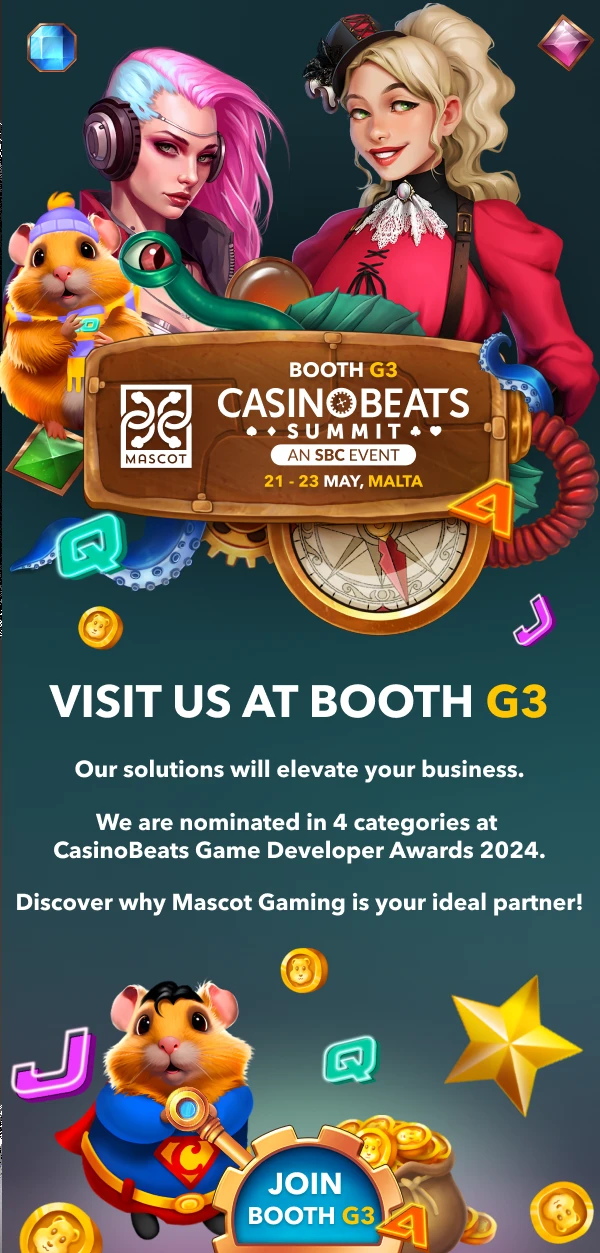 BOOTH G3
CASINOBEATS
SUMMIT
AN SBC EVENT
21 - 23 MAY, MALTA
MASCOT
A
Q
J
VISIT US AT BOOTH G3
Our solutions will elevate your business.
We are nominated in 4 categories at
CasinoBeats Game Developer Awards 2024.
Discover why Mascot Gaming is your ideal partner!
J
Q
C
JOIN
BOOTH G3
A